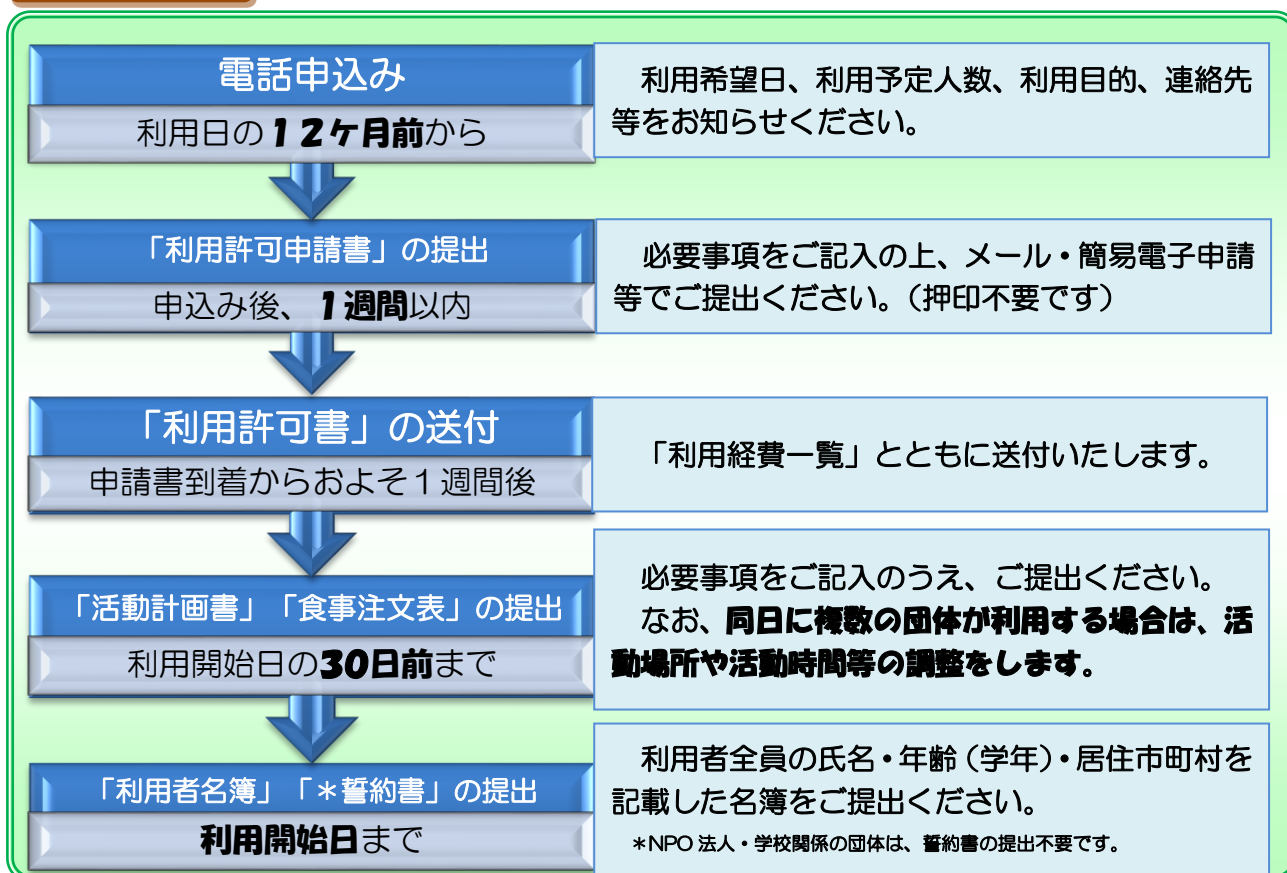 電話申込み
利用日の12ケ月前から
利用希望日、利用予定人数、利用目的、連絡先
等をお知らせください。
「利用許可申請書」の提出
申込み後、1週間以内
必要事項をご記入の上、メール・簡易電子申請
等でご提出ください。（押印不要です）
「利用許可書」の送付
申請書到着からおよそ1週間後
「利用経費一覧」とともに送付いたします。
「活動計画書」「食事注文表」の提出
利用開始日の30日前まで
必要事項をご記入のうえ、ご提出ください。
なお、同日に複数の団体が利用する場合は、活
動場所や活動時間等の調整をします。
「利用者名簿」「＊誓約書」の提出
利用開始日まで
利用者全員の氏名・年齢（学年）・居住市町村を
記載した名簿をご提出ください。
＊NPO法人・学校関係の団体は、誓約書の提出不要です。